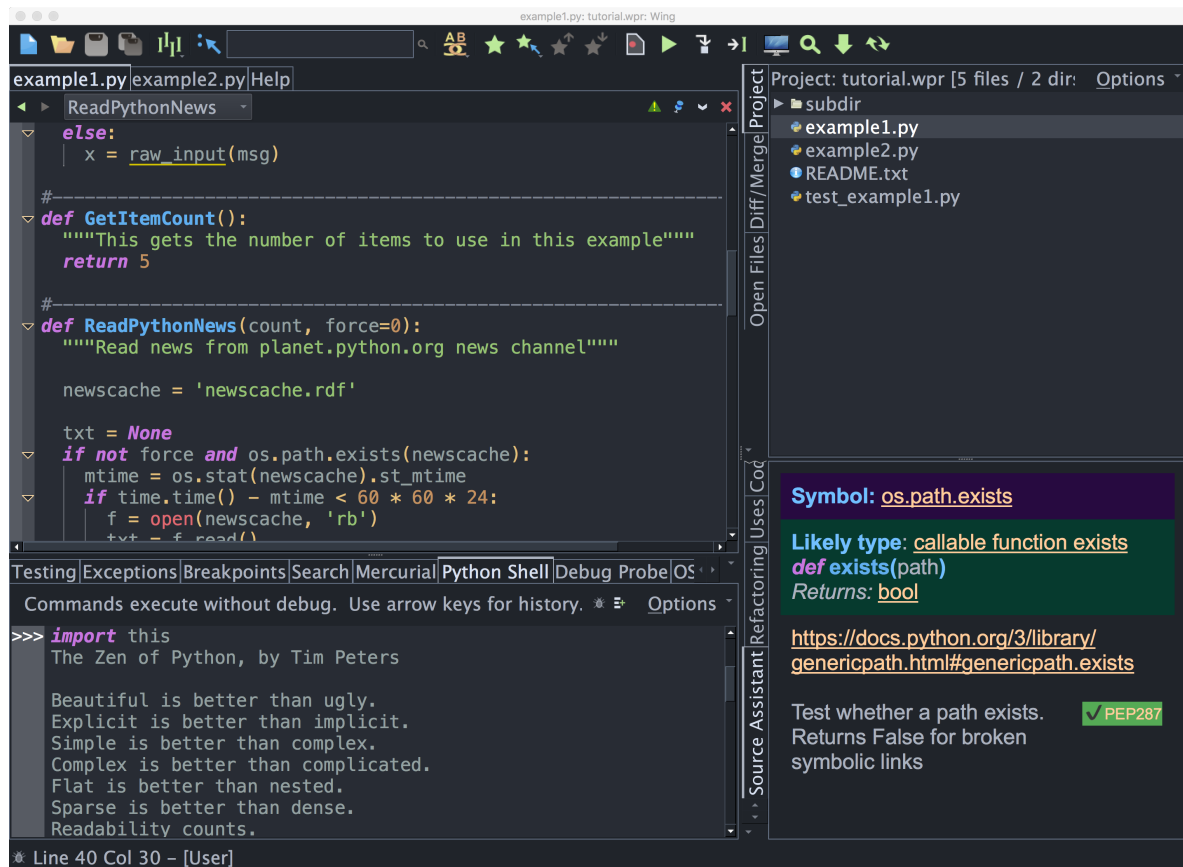 example1.py: tutorial.wpr: Wing
AB
example1.py example2.py Help
ReadPythonNews
else:
x = raw_input(msg)
#
def GetItemCount():
"""This gets the number of items to use in this example"""
return 5
#
def ReadPythonNews(count, force=0):
"""Read news from planet.python.org news channel"""
newscache = 'newscache.rdf'
txt = None
if not force and os.path.exists(newscache):
mtime = os.stat(newscache).st_mtime
if time.time() - mtime < 60 * 60 * 24:
f = open(newscache, 'rb')
txt = f.read()
Testing Exceptions Breakpoints Search Mercurial Python Shell Debug Probe OS
Commands execute without debug. Use arrow keys for history. Options
>>> import this
The Zen of Python, by Tim Peters
Beautiful is better than ugly.
Explicit is better than implicit.
Simple is better than complex.
Complex is better than complicated.
Flat is better than nested.
Sparse is better than dense.
Readability counts.
Line 40 Col 30 – [User]
Project
Diff/Merge
Open Files
Project: tutorial.wpr [5 files / 2 dirs Options
subdir
example1.py
example2.py
README.txt
test_example1.py
Uses
Refactoring
Source Assistant
Symbol: os.path.exists
Likely type: callable function exists
def exists(path)
Returns: bool
https://docs.python.org/3/library/
genericpath.html#genericpath.exists
Test whether a path exists. ✓PEP287
Returns False for broken
symbolic links